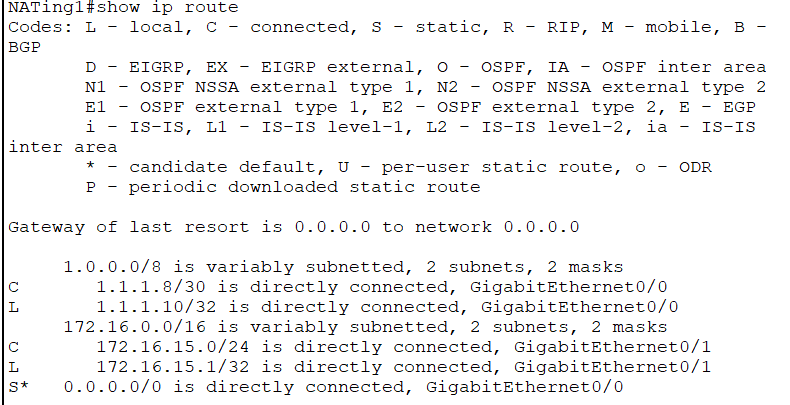 NATing1#show ip route
Codes: L - local, C - connected, S - static, R - RIP, M - mobile, B -
BGP
       D - EIGRP, EX - EIGRP external, O - OSPF, IA - OSPF inter area
       N1 - OSPF NSSA external type 1, N2 - OSPF NSSA external type 2
       E1 - OSPF external type 1, E2 - OSPF external type 2, E - EGP
       i - IS-IS, L1 - IS-IS level-1, L2 - IS-IS level-2, ia - IS-IS
inter area
       * - candidate default, U - per-user static route, o - ODR
       P - periodic downloaded static route

Gateway of last resort is 0.0.0.0 to network 0.0.0.0

     1.0.0.0/8 is variably subnetted, 2 subnets, 2 masks
C       1.1.1.8/30 is directly connected, GigabitEthernet0/0
L       1.1.1.10/32 is directly connected, GigabitEthernet0/0
     172.16.0.0/16 is variably subnetted, 2 subnets, 2 masks
C       172.16.15.0/24 is directly connected, GigabitEthernet0/1
L       172.16.15.1/32 is directly connected, GigabitEthernet0/1
S*   0.0.0.0/0 is directly connected, GigabitEthernet0/0